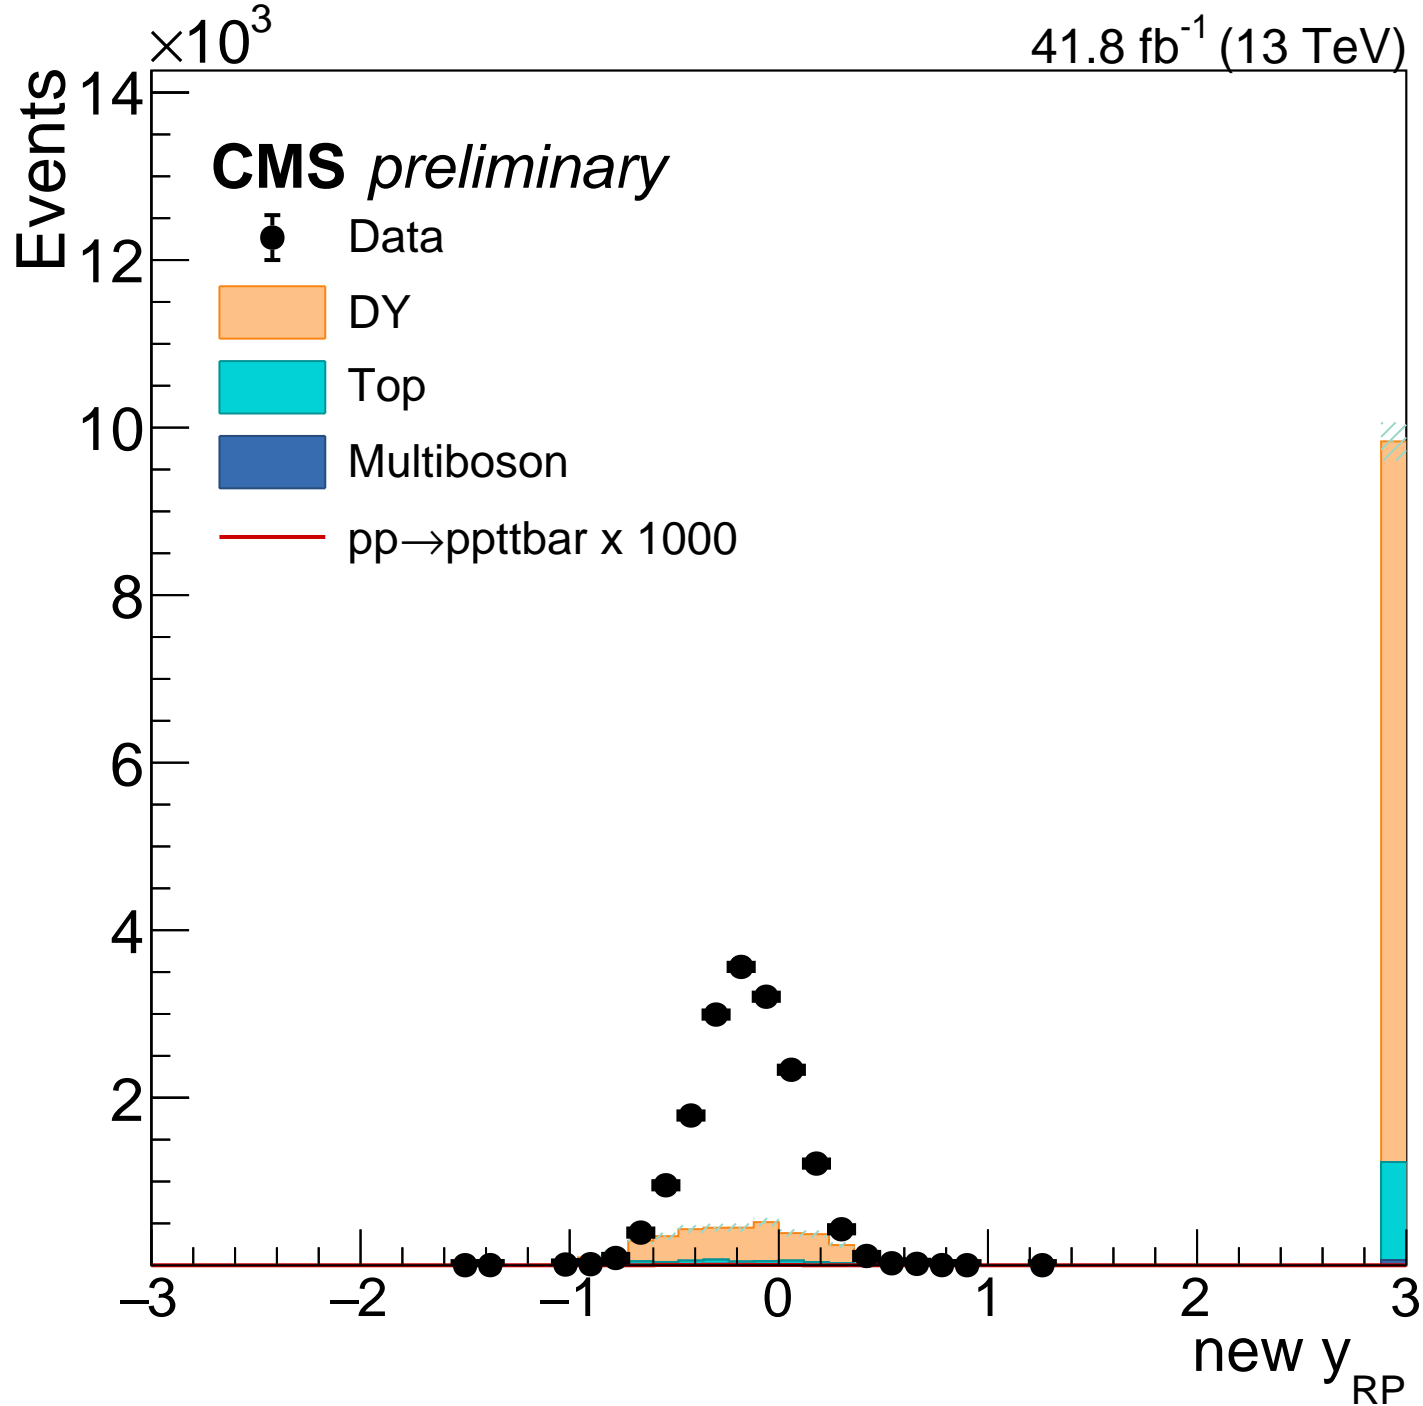 ×10³
41.8 fb⁻¹ (13 TeV)
Events
14
12
10
8
6
4
2
CMS preliminary
Data
DY
Top
Multiboson
pp→ppttbar x 1000
−3 −2 −1 0 1 2 3
new y_RP